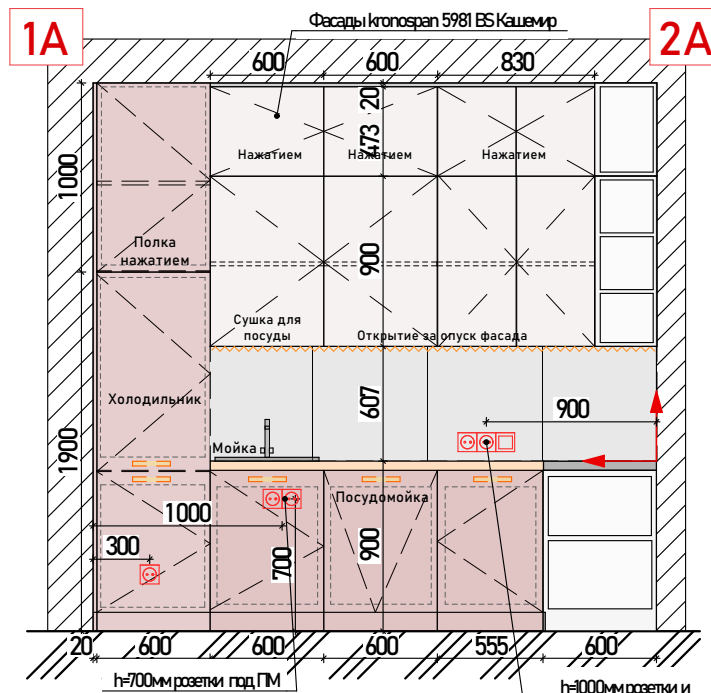 Фасады kronospan 5981 BS Кашемир
1А
2А
600
600
830
20
473
Нажатием
Нажатием
Нажатием
1000
Полка
нажатием
900
Сушка для
посуды
Открытие за опуск фасада
Холодильник
607
900
Мойка
1900
Посудомойка
1000
700
900
300
20
600
600
600
555
600
h=700мм розетки под ПМ
h=1000мм розетки и